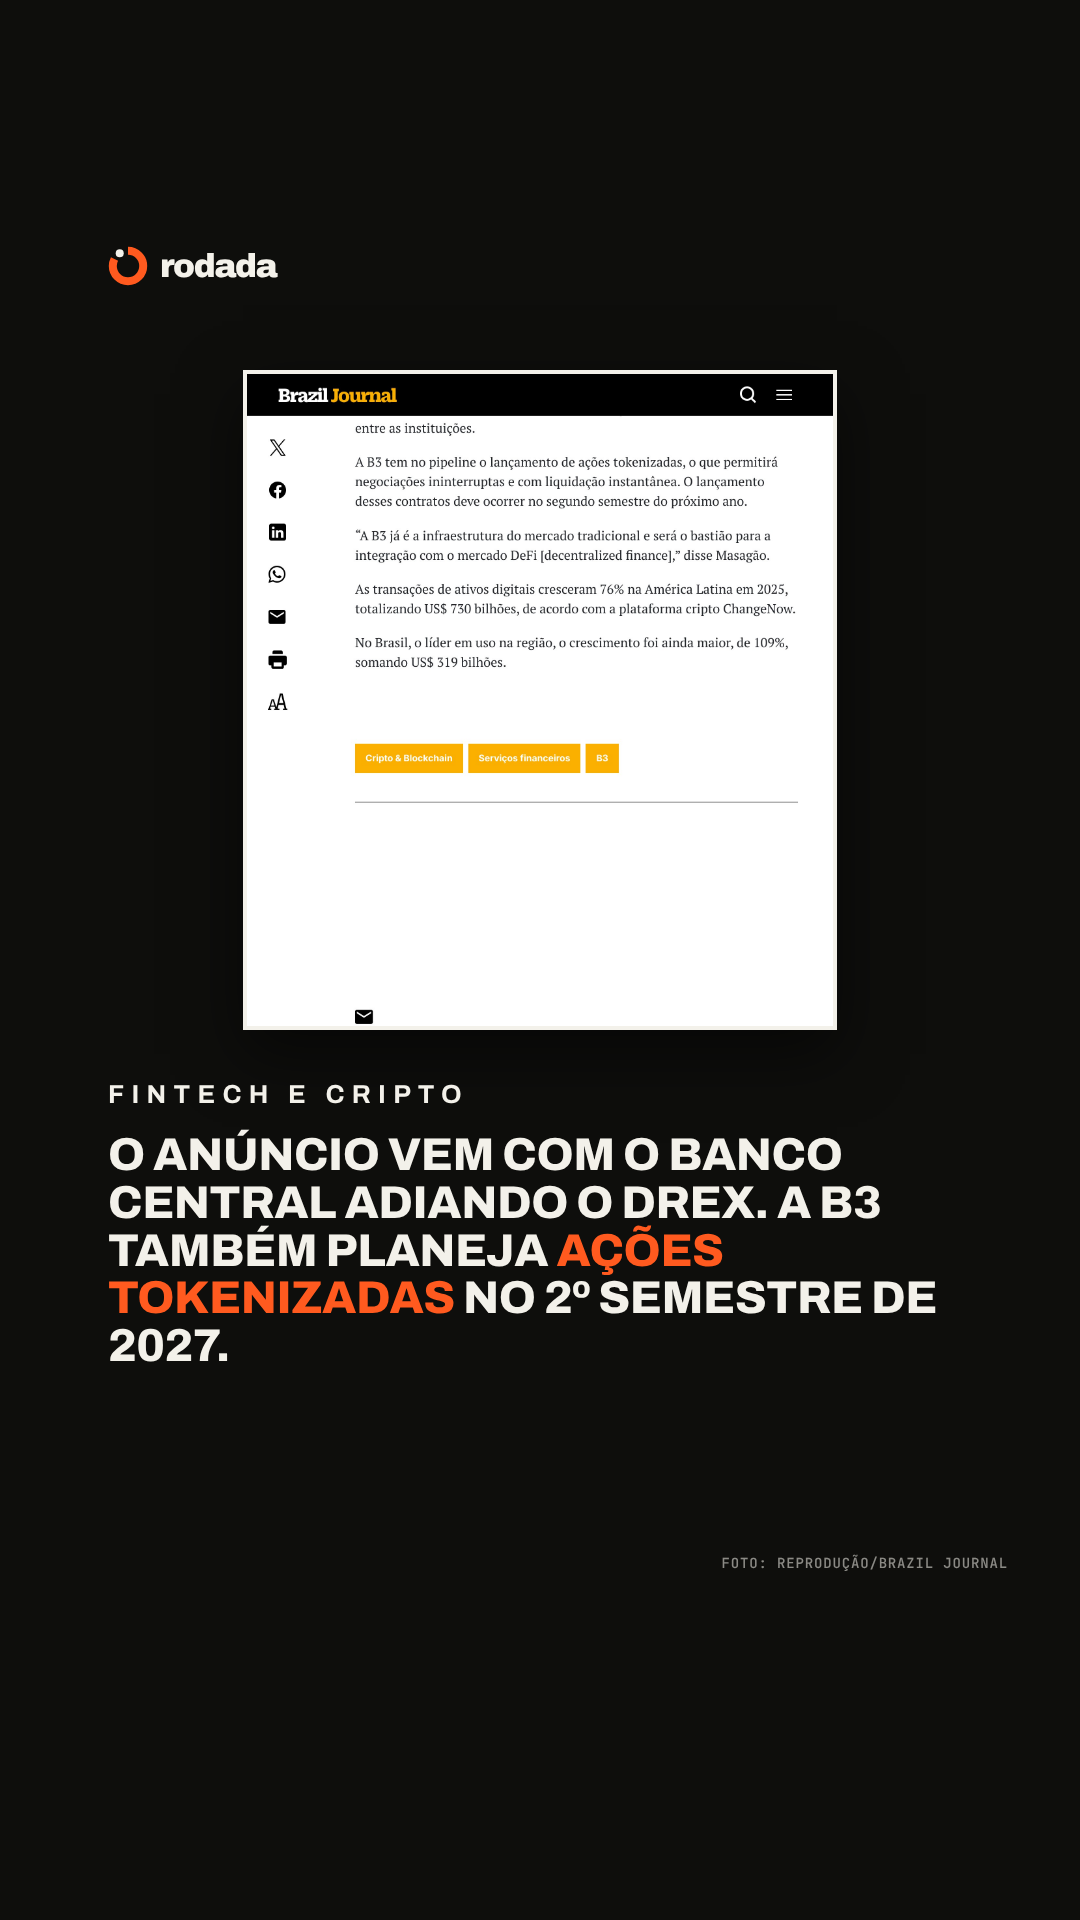 rodada
Brazil Journal
entre as instituições.
A B3 tem no pipeline o lançamento de ações tokenizadas, o que permitirá
negociações ininterruptas e com liquidação instantânea. O lançamento
desses contratos deve ocorrer no segundo semestre do próximo ano.
“A B3 já é a infraestrutura do mercado tradicional e será o bastião para a
integração com o mercado DeFi [decentralized finance],” disse Masagão.
As transações de ativos digitais cresceram 76% na América Latina em 2025,
totalizando US$ 730 bilhões, de acordo com a plataforma cripto ChangeNow.
No Brasil, o líder em uso na região, o crescimento foi ainda maior, de 109%,
somando US$ 319 bilhões.
AA
Cripto & Blockchain Serviços financeiros B3
FINTECH E CRIPTO
O ANÚNCIO VEM COM O BANCO
CENTRAL ADIANDO O DREX. A B3
TAMBÉM PLANEJA AÇÕES
TOKENIZADAS NO 2º SEMESTRE DE
2027.
FOTO: REPRODUÇÃO/BRAZIL JOURNAL